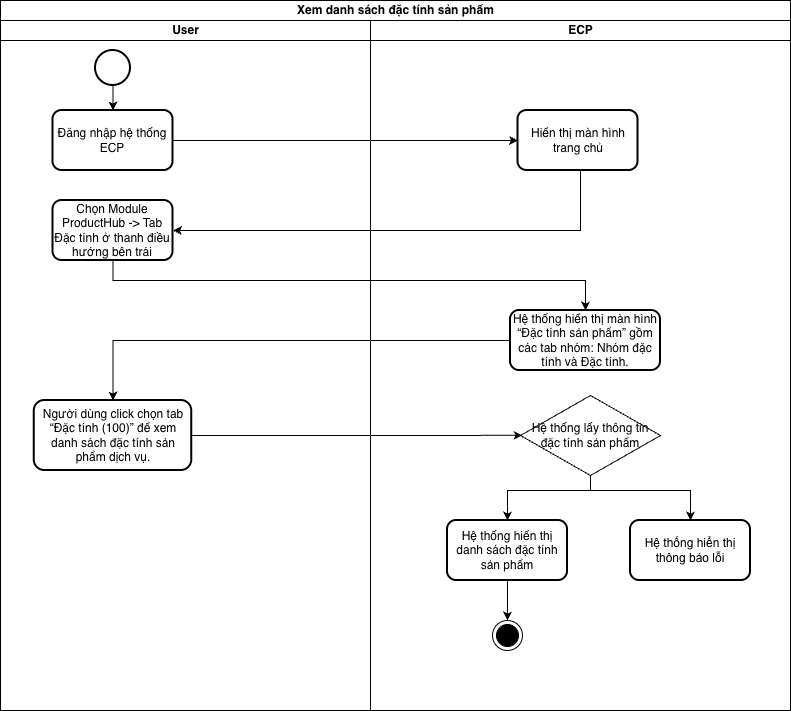 Xem danh sách đặc tính sản phẩm
User
ECP
Đăng nhập hệ thống
ECP
Hiển thị màn hình
trang chủ
Chọn Module
ProductHub -> Tab
Đặc tính ở thanh điều
hướng bên trái
Hệ thống hiển thị màn hình
“Đặc tính sản phẩm” gồm
các tab nhóm: Nhóm đặc
tính và Đặc tính.
Người dùng click chọn tab
“Đặc tính (100)” để xem
danh sách đặc tính sản
phẩm dịch vụ.
Hệ thống lấy thông tin
đặc tính sản phẩm
Hệ thống hiển thị
danh sách đặc tính
sản phẩm
Hệ thống hiển thị
thông báo lỗi